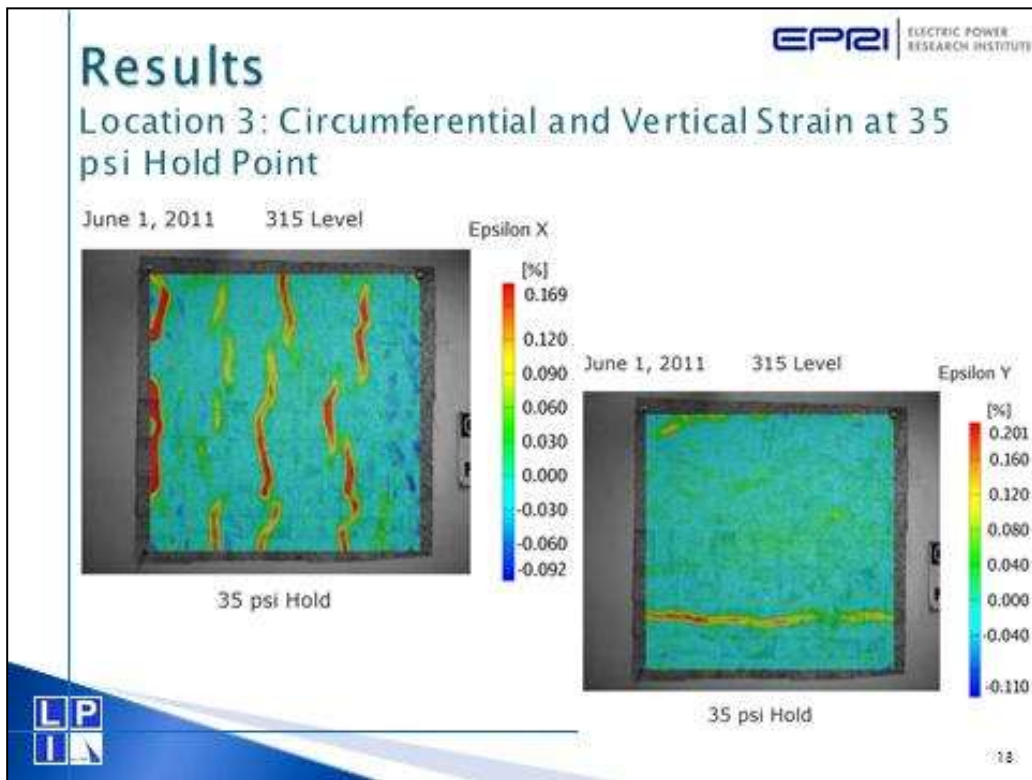 EPRI
ELECTRIC POWER
RESEARCH INSTITUTE
Results
Location 3: Circumferential and Vertical Strain at 35
psi Hold Point
June 1, 2011 315 Level
Epsilon X
[%]
0.169
0.120
0.090
0.060
0.030
0.000
-0.030
-0.060
-0.092
35 psi Hold
June 1, 2011 315 Level
Epsilon Y
[%]
0.201
0.160
0.120
0.080
0.040
0.000
-0.040
-0.110
35 psi Hold
L P
I
18